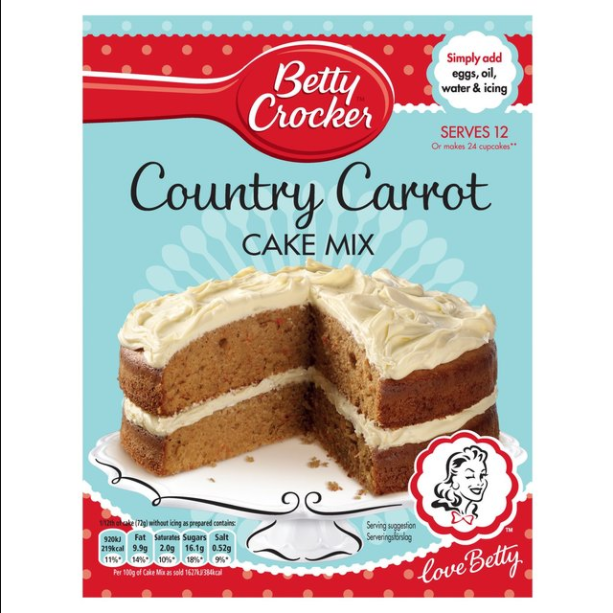 Betty
Crocker
Simply add
eggs, oil,
water & icing
SERVES 12
Or makes 24 cupcakes**
Country Carrot
CAKE MIX
1/12th of cake (72g) without icing as prepared contains:
920kJ
219kcal
11%*
Fat
9.9g
14%*
Saturates
2.0g
10%*
Sugars
16.1g
18%*
Salt
0.52g
9%*
Per 100g of Cake Mix as sold 1627kJ/384kcal
Serving suggestion
Serveringsförslag
TM
love Betty